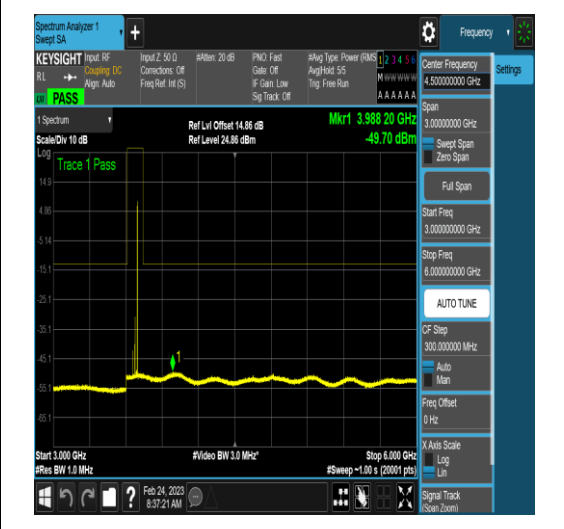 Spectrum Analyzer 1
Swept SA
Frequency
KEYSIGHT
Input: RF
Coupling: DC
Align: Auto
Input Z: 50 Ω
Corrections: Off
Freq Ref: Int (S)
#Atten: 20 dB
PNO: Fast
Gate: Off
IF Gain: Low
Sig Track: Off
#Avg Type: Power (RMS
Avg|Hold: 5/5
Trig: Free Run
1 2 3 4 5 6
M W W W W W
A A A A A A
RL
PASS
1 Spectrum
Scale/Div 10 dB
Ref Lvl Offset 14.86 dB
Ref Level 24.86 dBm
Mkr1 3.988 20 GHz
-49.70 dBm
Log
Trace 1 Pass
14.9
4.86
-5.14
-15.1
-25.1
-35.1
-45.1
-55.1
-65.1
1
Start 3.000 GHz
#Res BW 1.0 MHz
#Video BW 3.0 MHz*
Stop 6.000 GHz
#Sweep ~1.00 s (20001 pts)
Feb 24, 2023
8:37:21 AM
Center Frequency
4.500000000 GHz
Settings
Span
3.00000000 GHz
Swept Span
Zero Span
Full Span
Start Freq
3.000000000 GHz
Stop Freq
6.000000000 GHz
AUTO TUNE
CF Step
300.000000 MHz
Auto
Man
Freq Offset
0 Hz
X Axis Scale
Log
Lin
Signal Track
(Span Zoom)